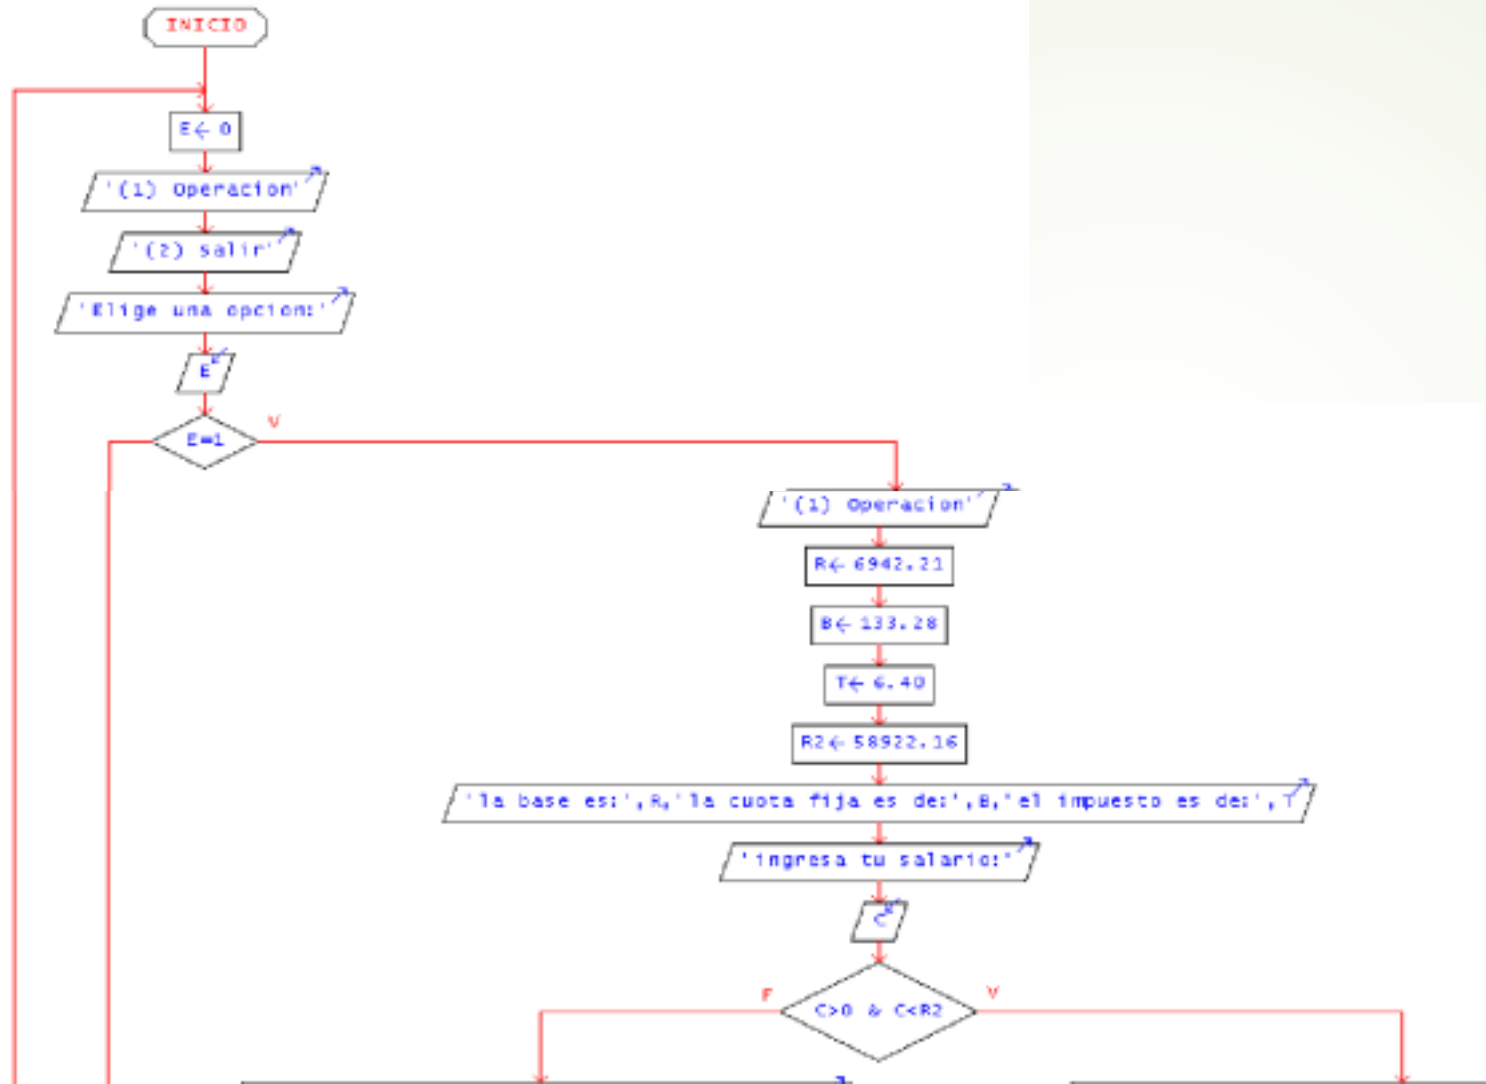 INICIO
E← 0
'(1) Operacion'
'(2) salir'
'Elige una opcion:'
E
V
E=1
'(1) Operacion'
R← 6942.21
B← 133.28
T← 6.40
R2← 58922.16
'la base es:',R,'la cuota fija es de:',B,'el impuesto es de:',T
'ingresa tu salario:'
C
F V
C>0 & C<R2